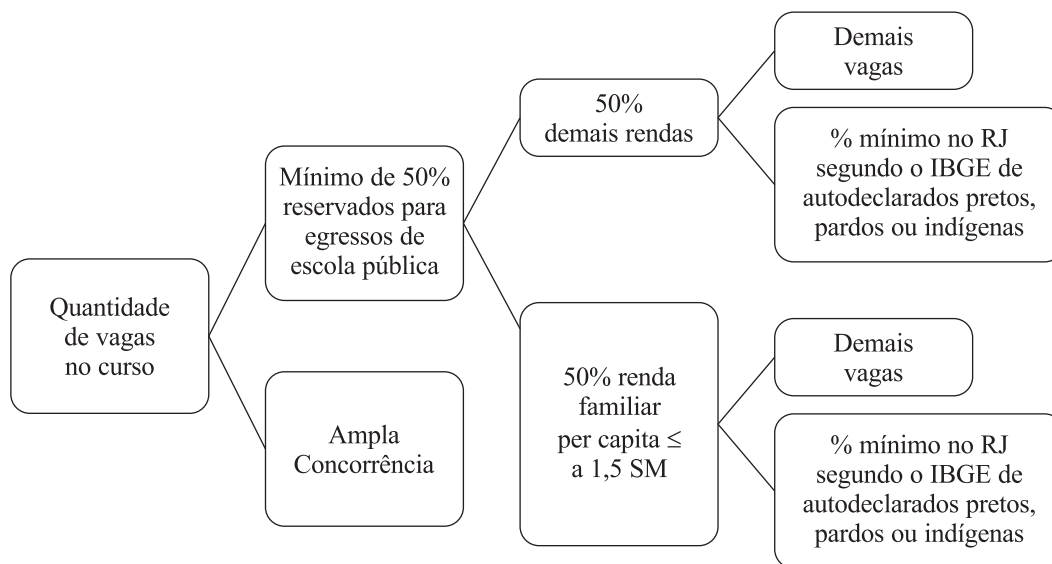 Quantidade
de vagas
no curso
Mínimo de 50%
reservados para
egressos de
escola pública
Ampla
Concorrência
50%
demais rendas
50% renda
familiar
per capita ≤
a 1,5 SM
Demais
vagas
% mínimo no RJ
segundo o IBGE de
autodeclarados pretos,
pardos ou indígenas
Demais
vagas
% mínimo no RJ
segundo o IBGE de
autodeclarados pretos,
pardos ou indígenas